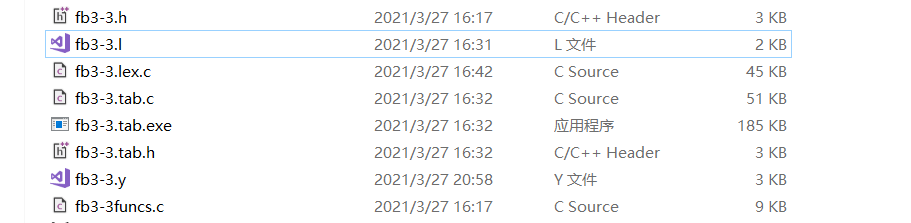 fb3-3.h 2021/3/27 16:17 C/C++ Header 3 KB
fb3-3.l 2021/3/27 16:31 L 文件 2 KB
fb3-3.lex.c 2021/3/27 16:42 C Source 45 KB
fb3-3.tab.c 2021/3/27 16:32 C Source 51 KB
fb3-3.tab.exe 2021/3/27 16:32 应用程序 185 KB
fb3-3.tab.h 2021/3/27 16:32 C/C++ Header 3 KB
fb3-3.y 2021/3/27 20:58 Y 文件 3 KB
fb3-3funcs.c 2021/3/27 16:17 C Source 9 KB